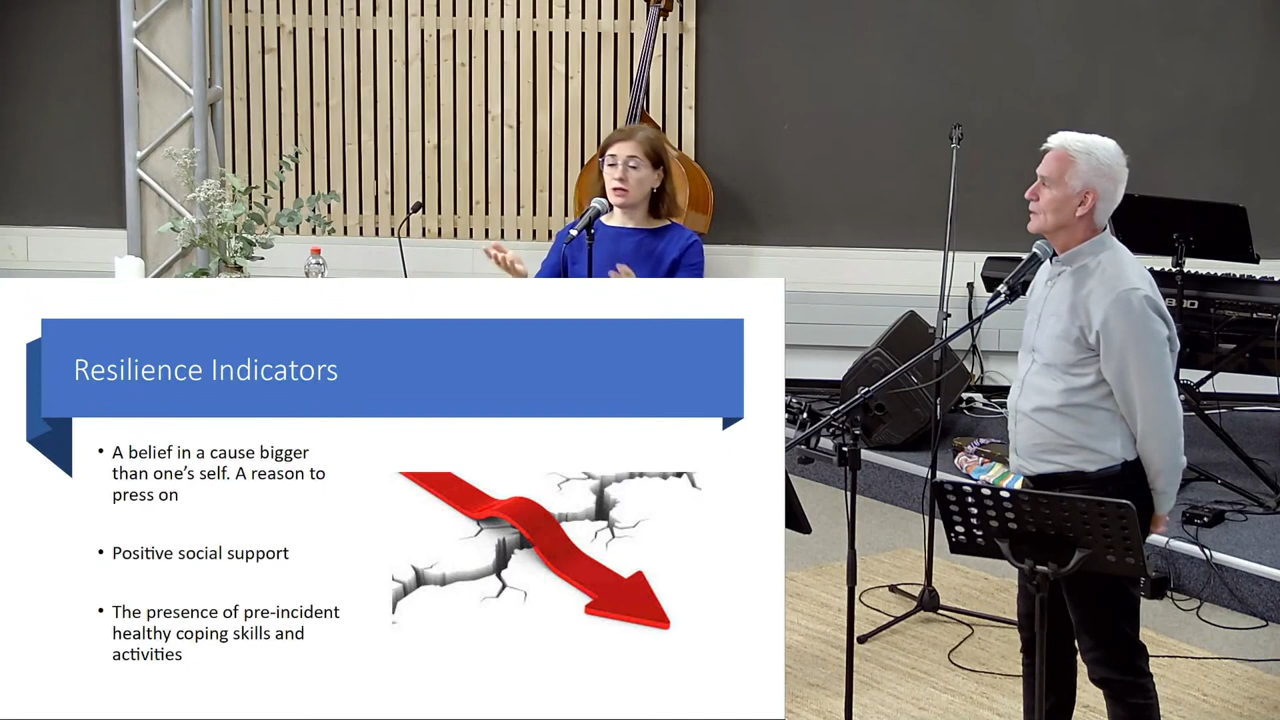 Resilience Indicators
• A belief in a cause bigger
than one’s self. A reason to
press on
• Positive social support
• The presence of pre-incident
healthy coping skills and
activities